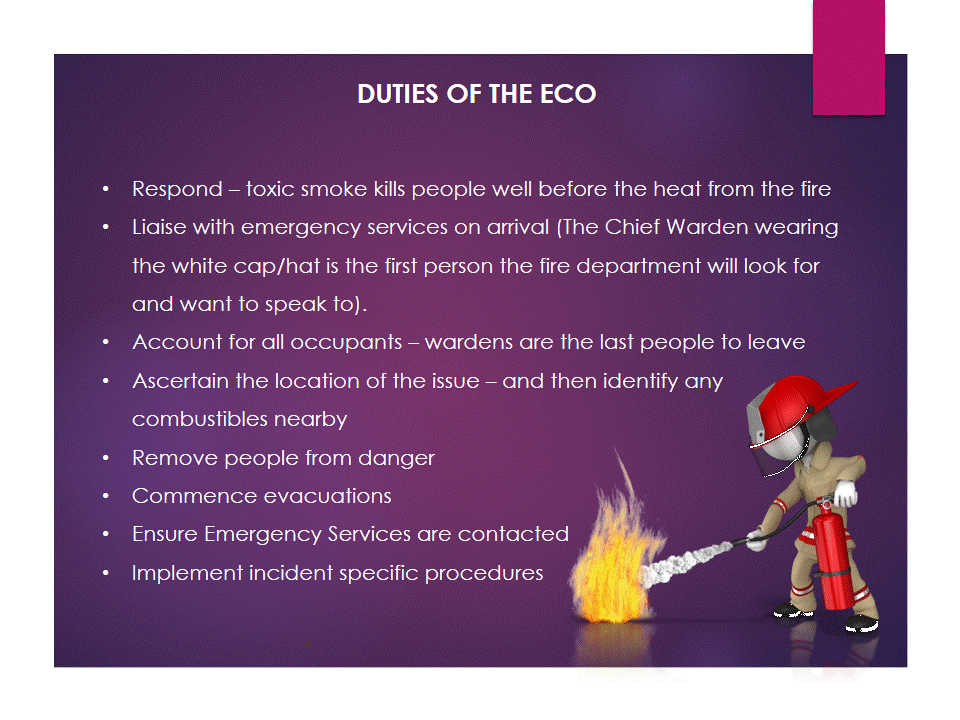 DUTIES OF THE ECO
• Respond – toxic smoke kills people well before the heat from the fire
• Liaise with emergency services on arrival (The Chief Warden wearing
the white cap/hat is the first person the fire department will look for
and want to speak to).
• Account for all occupants – wardens are the last people to leave
• Ascertain the location of the issue – and then identify any
combustibles nearby
• Remove people from danger
• Commence evacuations
• Ensure Emergency Services are contacted
• Implement incident specific procedures